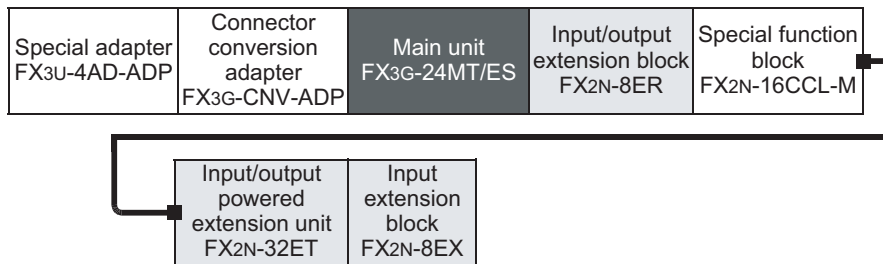 Special adapter
FX3U-4AD-ADP
Connector
conversion
adapter
FX3G-CNV-ADP
Main unit
FX3G-24MT/ES
Input/output
extension block
FX2N-8ER
Special function
block
FX2N-16CCL-M
Input/output
powered
extension unit
FX2N-32ET
Input
extension
block
FX2N-8EX